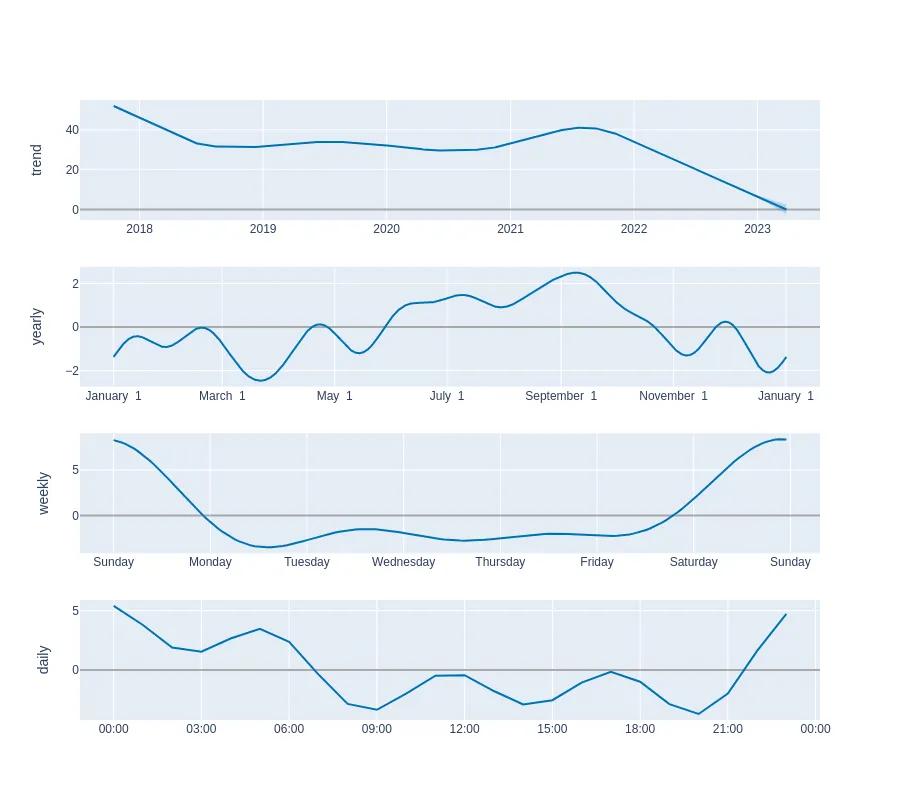 trend
40
20
0
2018 2019 2020 2021 2022 2023
yearly
2
0
−2
January 1 March 1 May 1 July 1 September 1 November 1 January 1
weekly
5
0
Sunday Monday Tuesday Wednesday Thursday Friday Saturday Sunday
daily
5
0
00:00 03:00 06:00 09:00 12:00 15:00 18:00 21:00 00:00